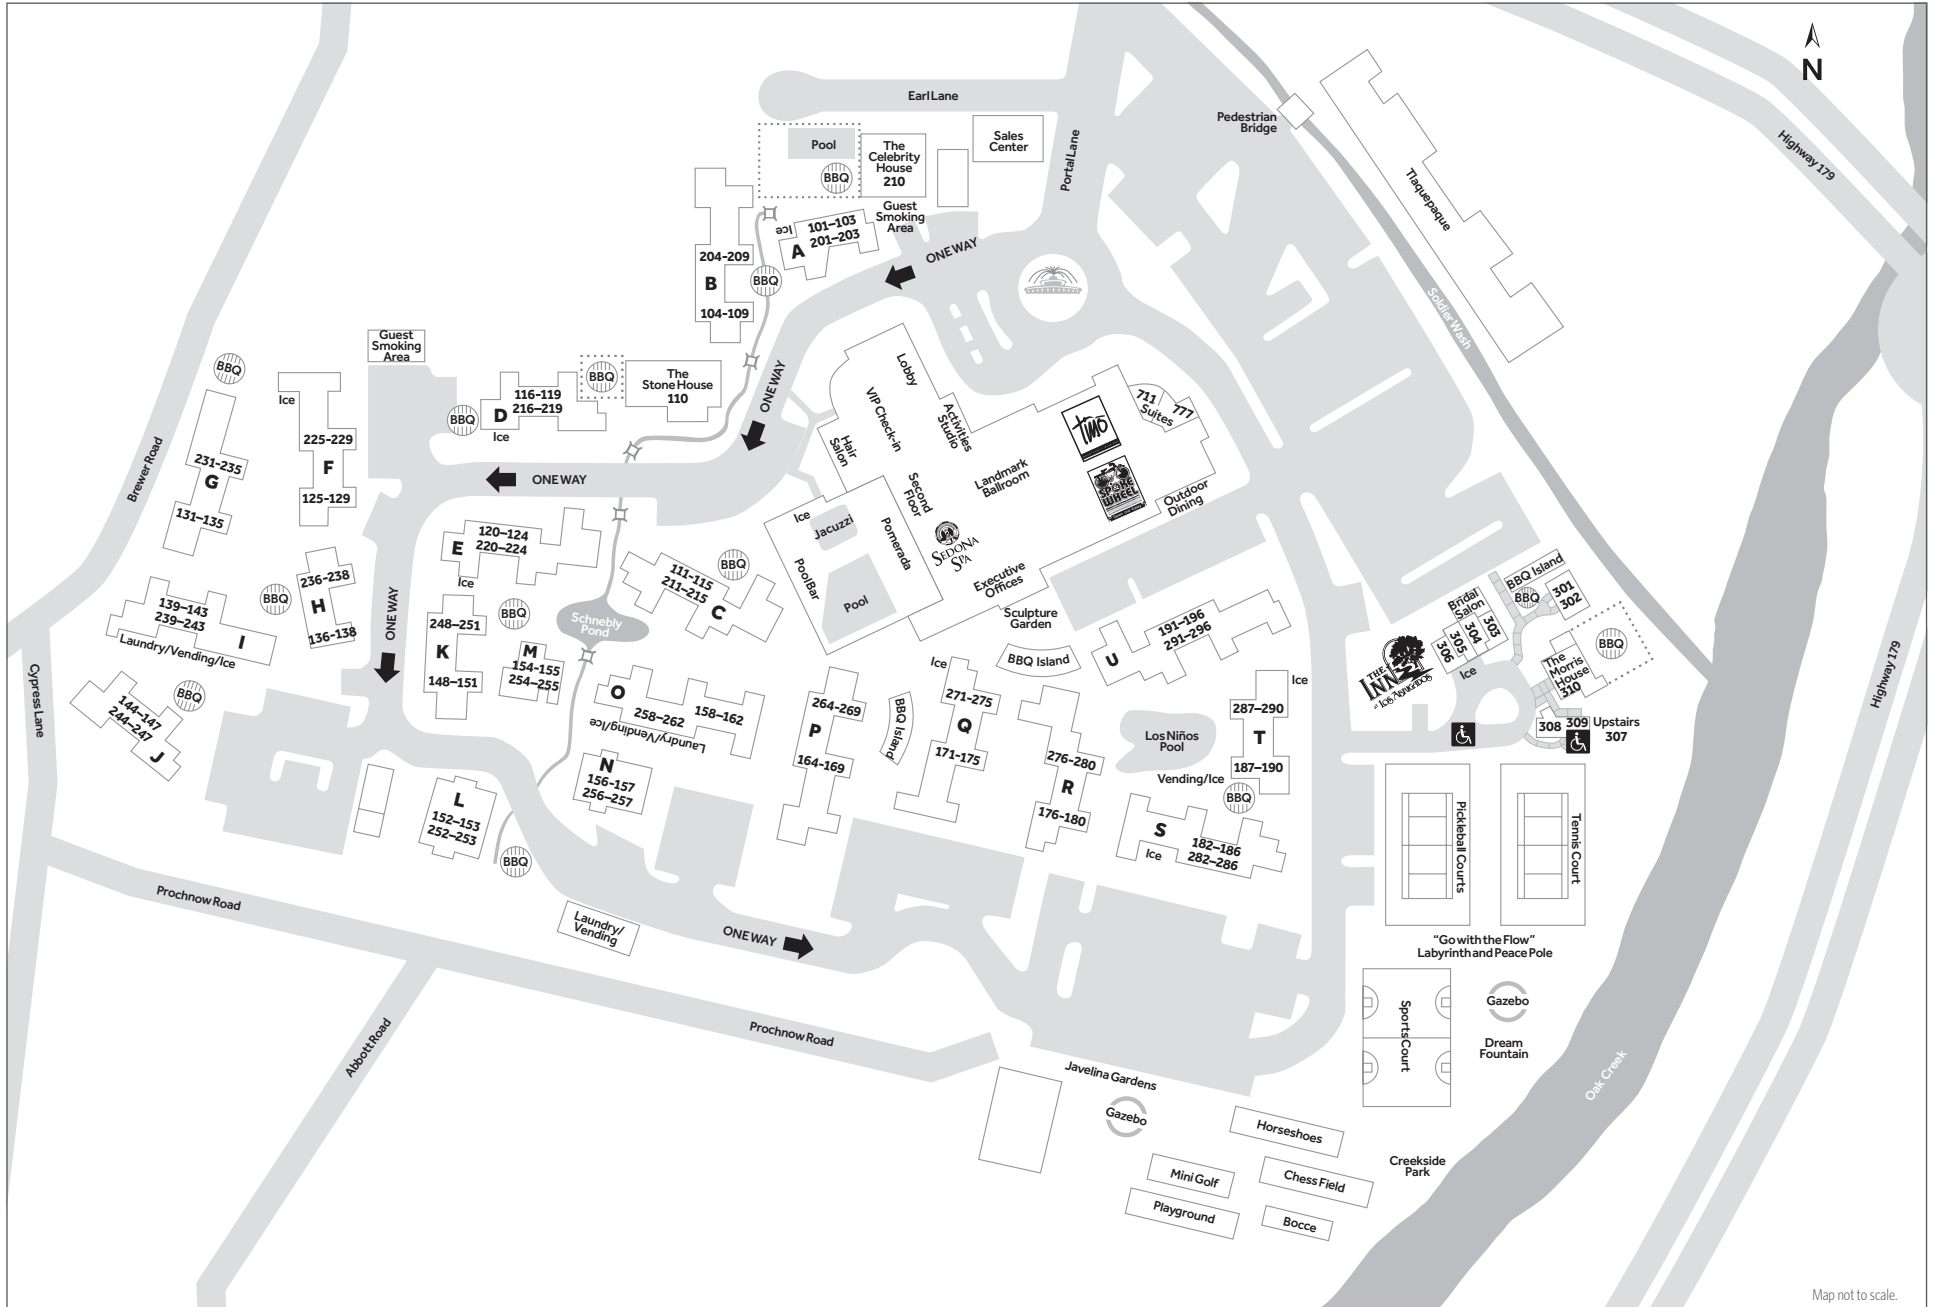 N
Earl Lane
Portal Lane
Pedestrian
Bridge
Highway 179
Tlaquepaque
Soldier Wash
Pool
BBQ
The
Celebrity
House
210
Sales
Center
Guest
Smoking
Area
Ice
101–103
201–203
A
ONE WAY
204-209
B
104-109
BBQ
Guest
Smoking
Area
BBQ
Ice
225-229
F
125-129
BBQ
D
116-119
216-219
Ice
BBQ
The
Stone House
110
ONE WAY
ONE WAY
Brewer Road
231-235
G
131–135
Lobby
VIP Check-in
Activities
Studio
Hair
Salon
Second
Floor
Landmark
Ballroom
timo
SPOKE
WHEEL
711
777
Suites
Outdoor
Dining
Ice
Jacuzzi
Pomerada
Pool Bar
Pool
SEDONA
SPA
Executive
Offices
Sculpture
Garden
BBQ Island
E
120–124
220–224
Ice
111-115
211–215
C
BBQ
236-238
H
136-138
BBQ
139–143
239–243
I
Laundry/Vending/Ice
ONE WAY
248–251
K
148–151
BBQ
M
154-155
254–255
Schnebly
Pond
144-147
244-247
J
BBQ
Cypress Lane
O
258–262
158–162
Laundry/Vending/Ice
N
156-157
256–257
L
152–153
252–253
BBQ
264-269
P
164-169
BBQ Island
Ice
271-275
Q
171-175
276-280
R
176-180
U
191–196
291–296
Los Niños
Pool
Vending/Ice
Ice
287–290
T
187–190
BBQ
S
182–186
282–286
Ice
THE
INN
at LOS ABRIGADOS
BBQ Island
BBQ
301
302
Bridal
Salon
303
304
305
306
Ice
The
Morris
House
310
BBQ
308
309
Upstairs
307
Pickleball Courts
Tennis Court
“Go with the Flow”
Labyrinth and Peace Pole
Sports Court
Gazebo
Dream
Fountain
Highway 179
Oak Creek
Prochnow Road
Laundry/
Vending
ONE WAY
Prochnow Road
Abbott Road
Javelina Gardens
Gazebo
Horseshoes
Mini Golf
Chess Field
Playground
Bocce
Creekside
Park
Map not to scale.